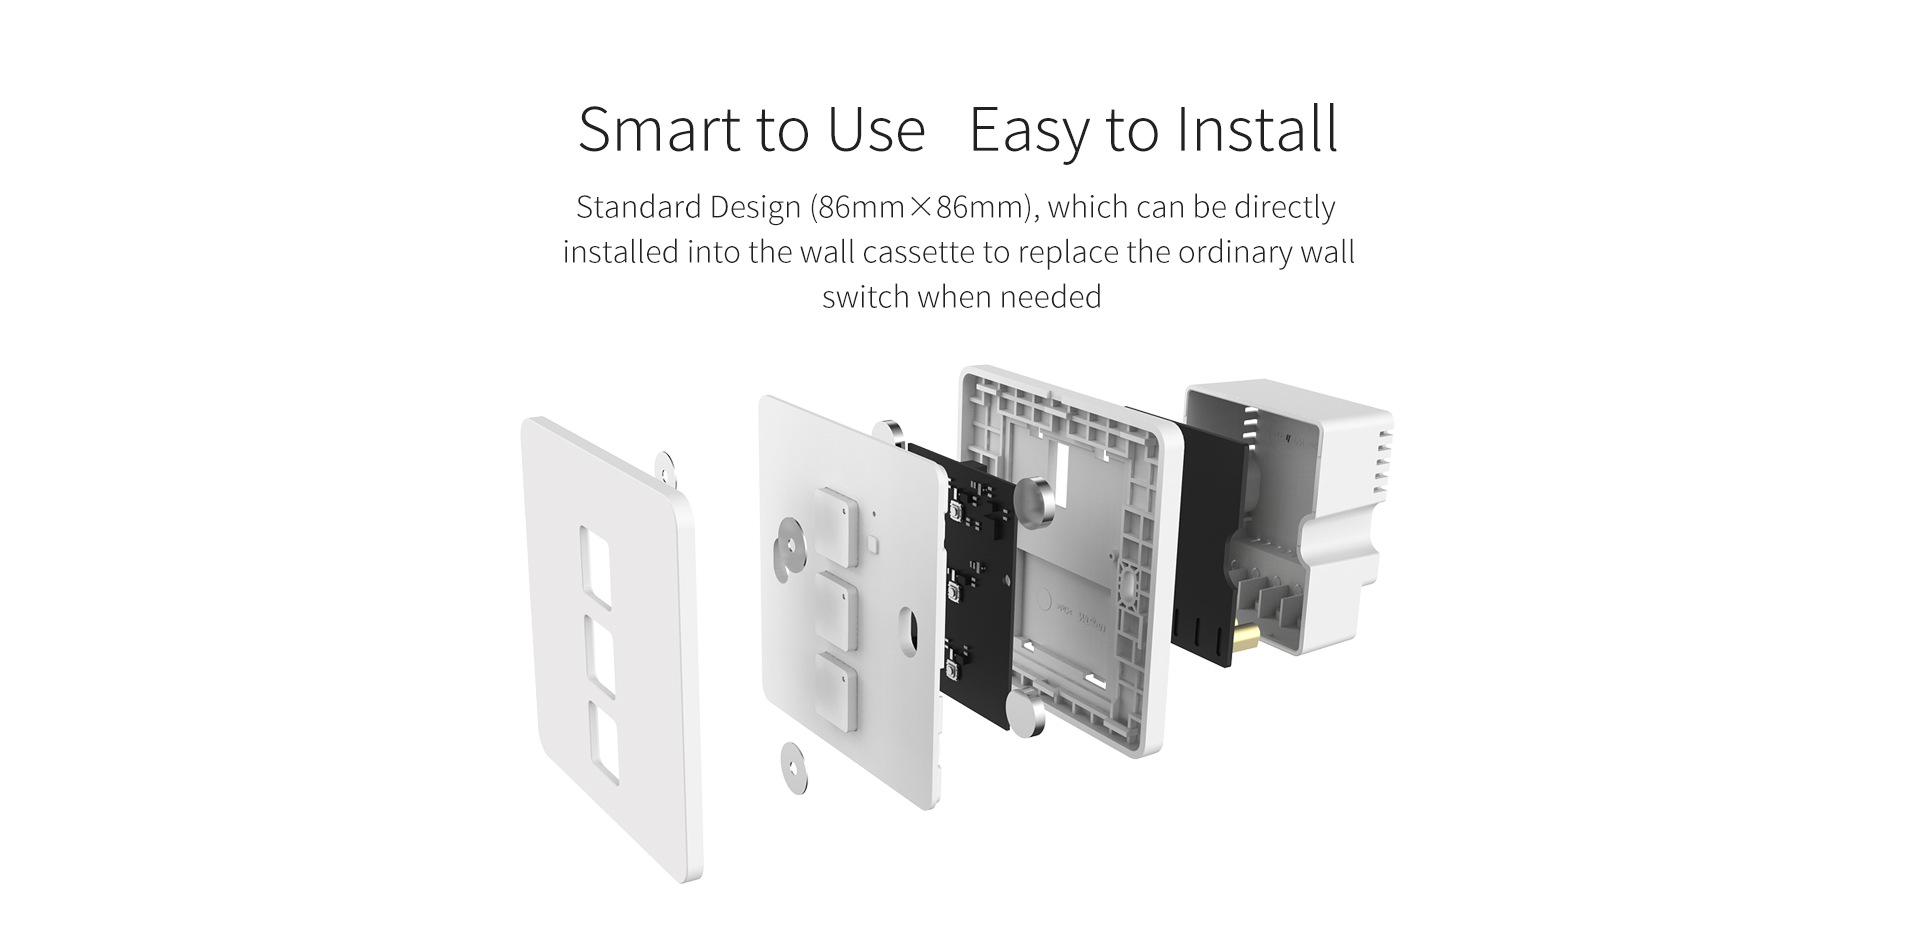 Smart to Use Easy to Install
Standard Design (86mm×86mm), which can be directly
installed into the wall cassette to replace the ordinary wall
switch when needed